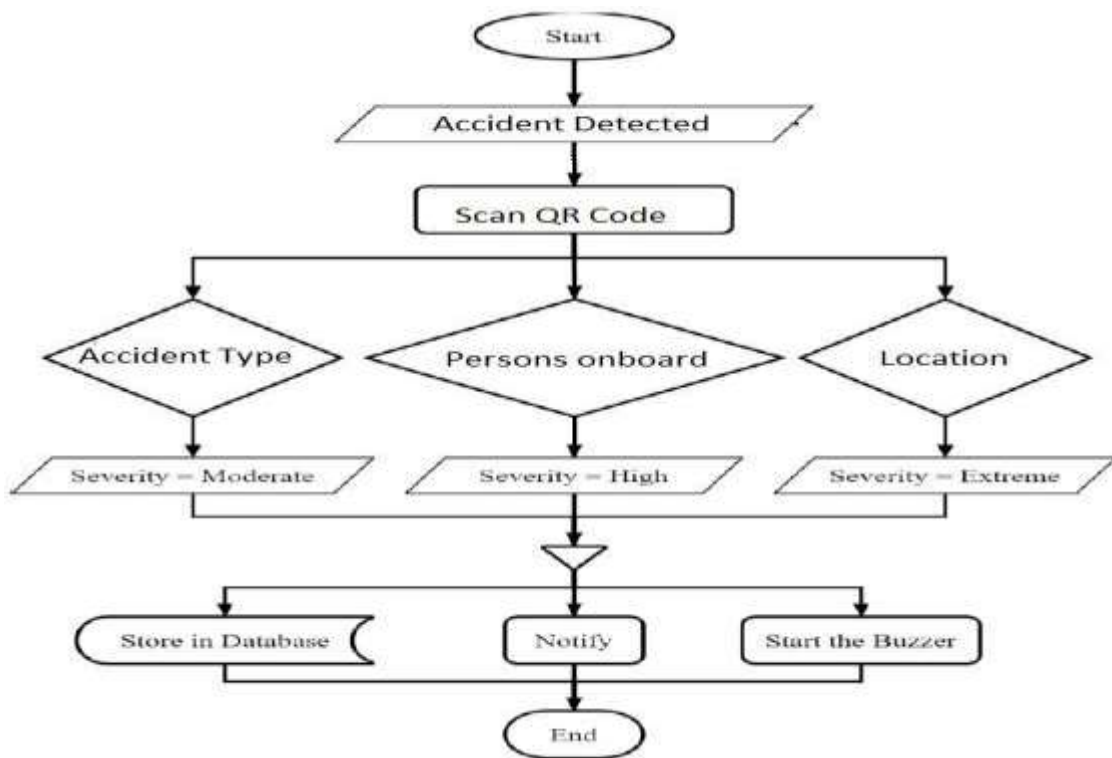 Start
Accident Detected
Scan QR Code
Accident Type
Persons onboard
Location
Severity = Moderate
Severity = High
Severity = Extreme
Store in Database
Notify
Start the Buzzer
End